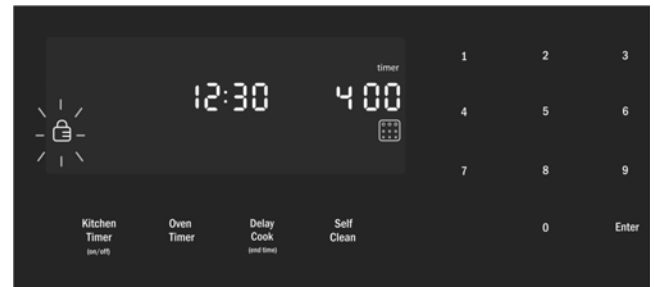 timer
12:30
4 00
1 2 3
4 5 6
7 8 9
0 Enter
Kitchen Timer (on/off)
Oven Timer
Delay Cook (end time)
Self Clean